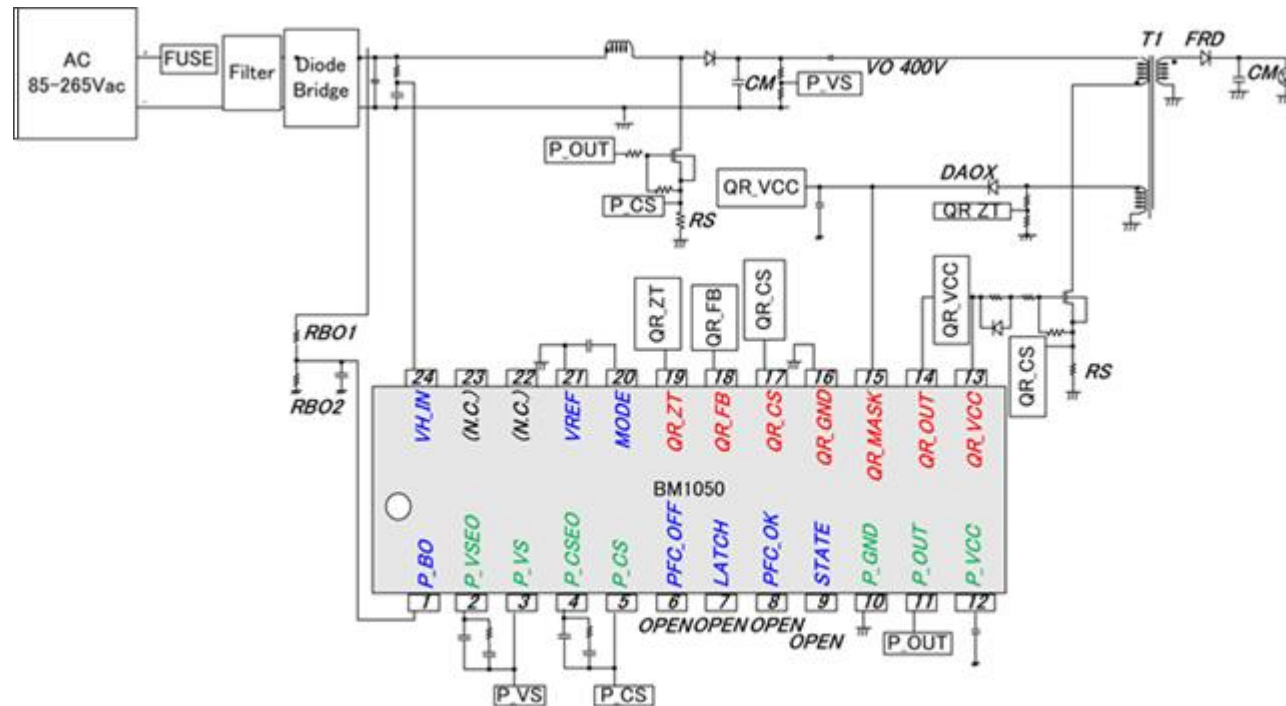 AC
85-265Vac
FUSE
Filter
Diode
Bridge
CM
P_VS
VO 400V
T1
FRD
CM
P_OUT
P_CS
RS
QR_VCC
DAOX
QR_ZT
RBO1
RBO2
QR_ZT
QR_FB
QR_CS
QR_VCC
QR_CS
RS
24
23
22
21
20
19
18
17
16
15
14
13
VH_IN
(N.C.)
(N.C.)
VREF
MODE
QR_ZT
QR_FB
QR_CS
QR_GND
QR_MASK
QR_OUT
QR_VCC
BM1050
P_BO
P_VSEO
P_VS
P_CSEO
P_CS
PFC_OFF
LATCH
PFC_OK
STATE
P_GND
P_OUT
P_VCC
1
2
3
4
5
6
7
8
9
10
11
12
OPEN
OPEN
OPEN
OPEN
P_OUT
P_VS
P_CS